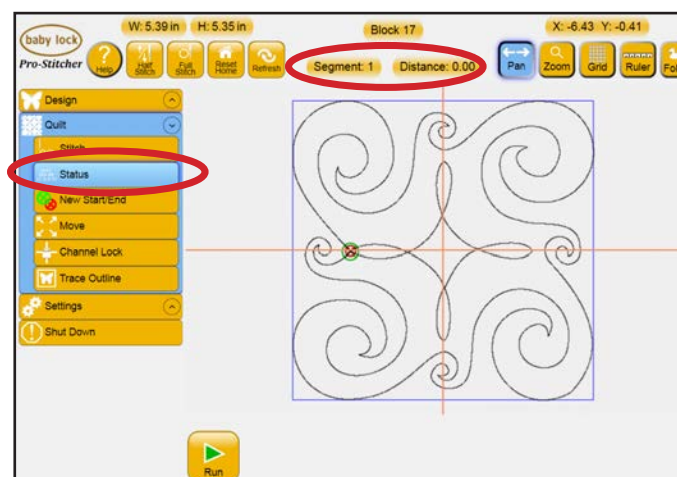 W: 5.39 in H: 5.35 in Block 17 X: -6.43 Y: -0.41
baby lock
Pro-Stitcher Help Half Stitch Full Stitch Reset Home Refresh Segment: 1 Distance: 0.00 Pan Zoom Grid Ruler
Design
Quilt
Stitch
Status
New Start/End
Move
Channel Lock
Trace Outline
Settings
Shut Down
Run